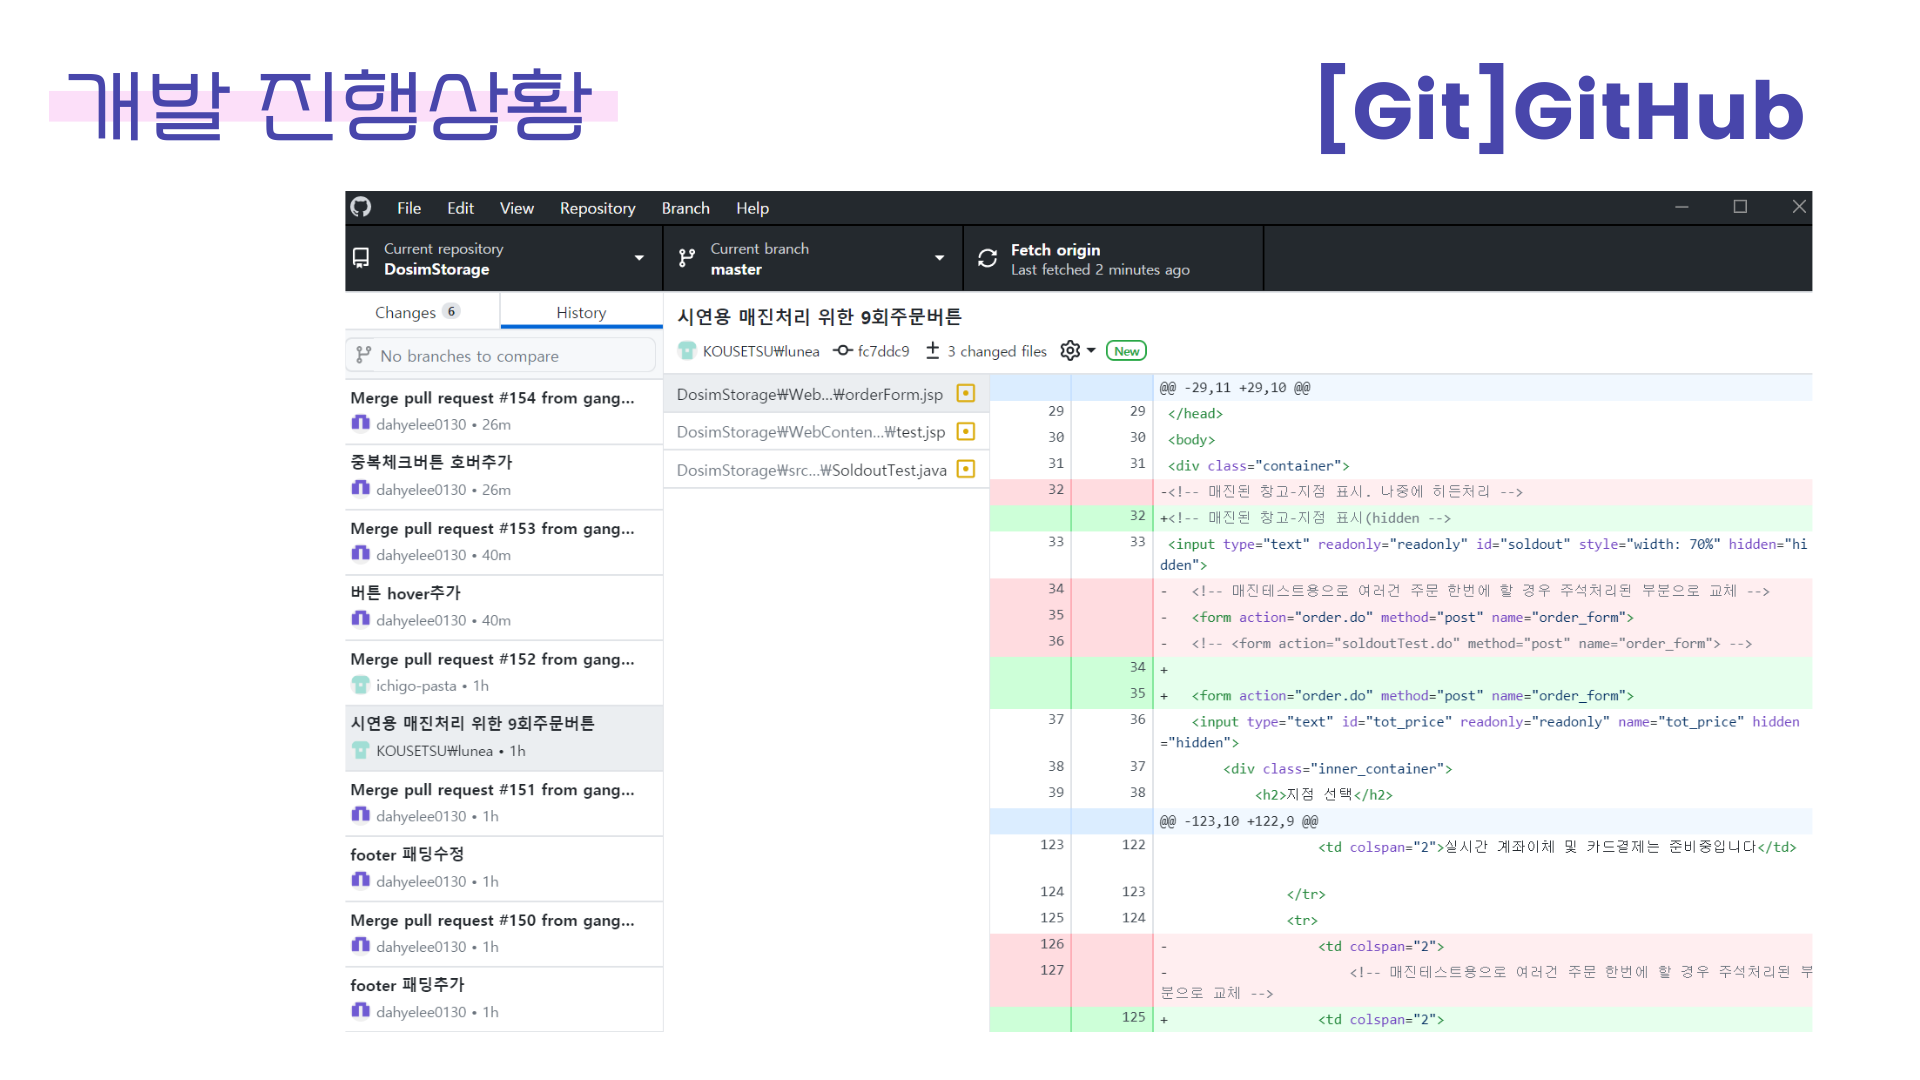 개발 진행상황
[Git]GitHub
File Edit View Repository Branch Help
Current repository
DosimStorage
Current branch
master
Fetch origin
Last fetched 2 minutes ago
Changes 6
History
No branches to compare
Merge pull request #154 from gang...
dahyelee0130 • 26m
중복체크버튼 호버추가
dahyelee0130 • 26m
Merge pull request #153 from gang...
dahyelee0130 • 40m
버튼 hover추가
dahyelee0130 • 40m
Merge pull request #152 from gang...
ichigo-pasta • 1h
시연용 매진처리 위한 9회주문버튼
KOUSETSU₩lunea • 1h
Merge pull request #151 from gang...
dahyelee0130 • 1h
footer 패딩수정
dahyelee0130 • 1h
Merge pull request #150 from gang...
dahyelee0130 • 1h
footer 패딩추가
dahyelee0130 • 1h
시연용 매진처리 위한 9회주문버튼
KOUSETSU₩lunea fc7ddc9 3 changed files New
DosimStorage₩Web...₩orderForm.jsp
DosimStorage₩WebConten...₩test.jsp
DosimStorage₩src...₩SoldoutTest.java
@@ -29,11 +29,10 @@
29 29 </head>
30 30 <body>
31 31 <div class="container">
32 -<!-- 매진된 창고-지점 표시. 나중에 히든처리 -->
32 +<!-- 매진된 창고-지점 표시(hidden -->
33 33 <input type="text" readonly="readonly" id="soldout" style="width: 70%" hidden="hi
dden">
34 - <!-- 매진테스트용으로 여러건 주문 한번에 할 경우 주석처리된 부분으로 교체 -->
35 - <form action="order.do" method="post" name="order_form">
36 - <!-- <form action="soldoutTest.do" method="post" name="order_form"> -->
34 +
35 + <form action="order.do" method="post" name="order_form">
37 36 <input type="text" id="tot_price" readonly="readonly" name="tot_price" hidden
="hidden">
38 37 <div class="inner_container">
39 38 <h2>지점 선택</h2>
@@ -123,10 +122,9 @@
123 122 <td colspan="2">실시간 계좌이체 및 카드결제는 준비중입니다</td>
124 123 </tr>
125 124 <tr>
126 - <td colspan="2">
127 - <!-- 매진테스트용으로 여러건 주문 한번에 할 경우 주석처리된 부
분으로 교체 -->
125 + <td colspan="2">